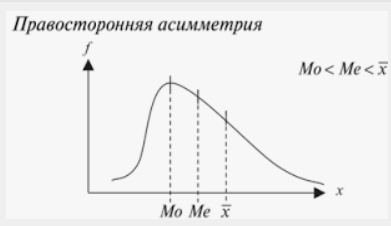 Правосторонняя асимметрия
f
Mo < Me < x̅
x
Mo Me x̅